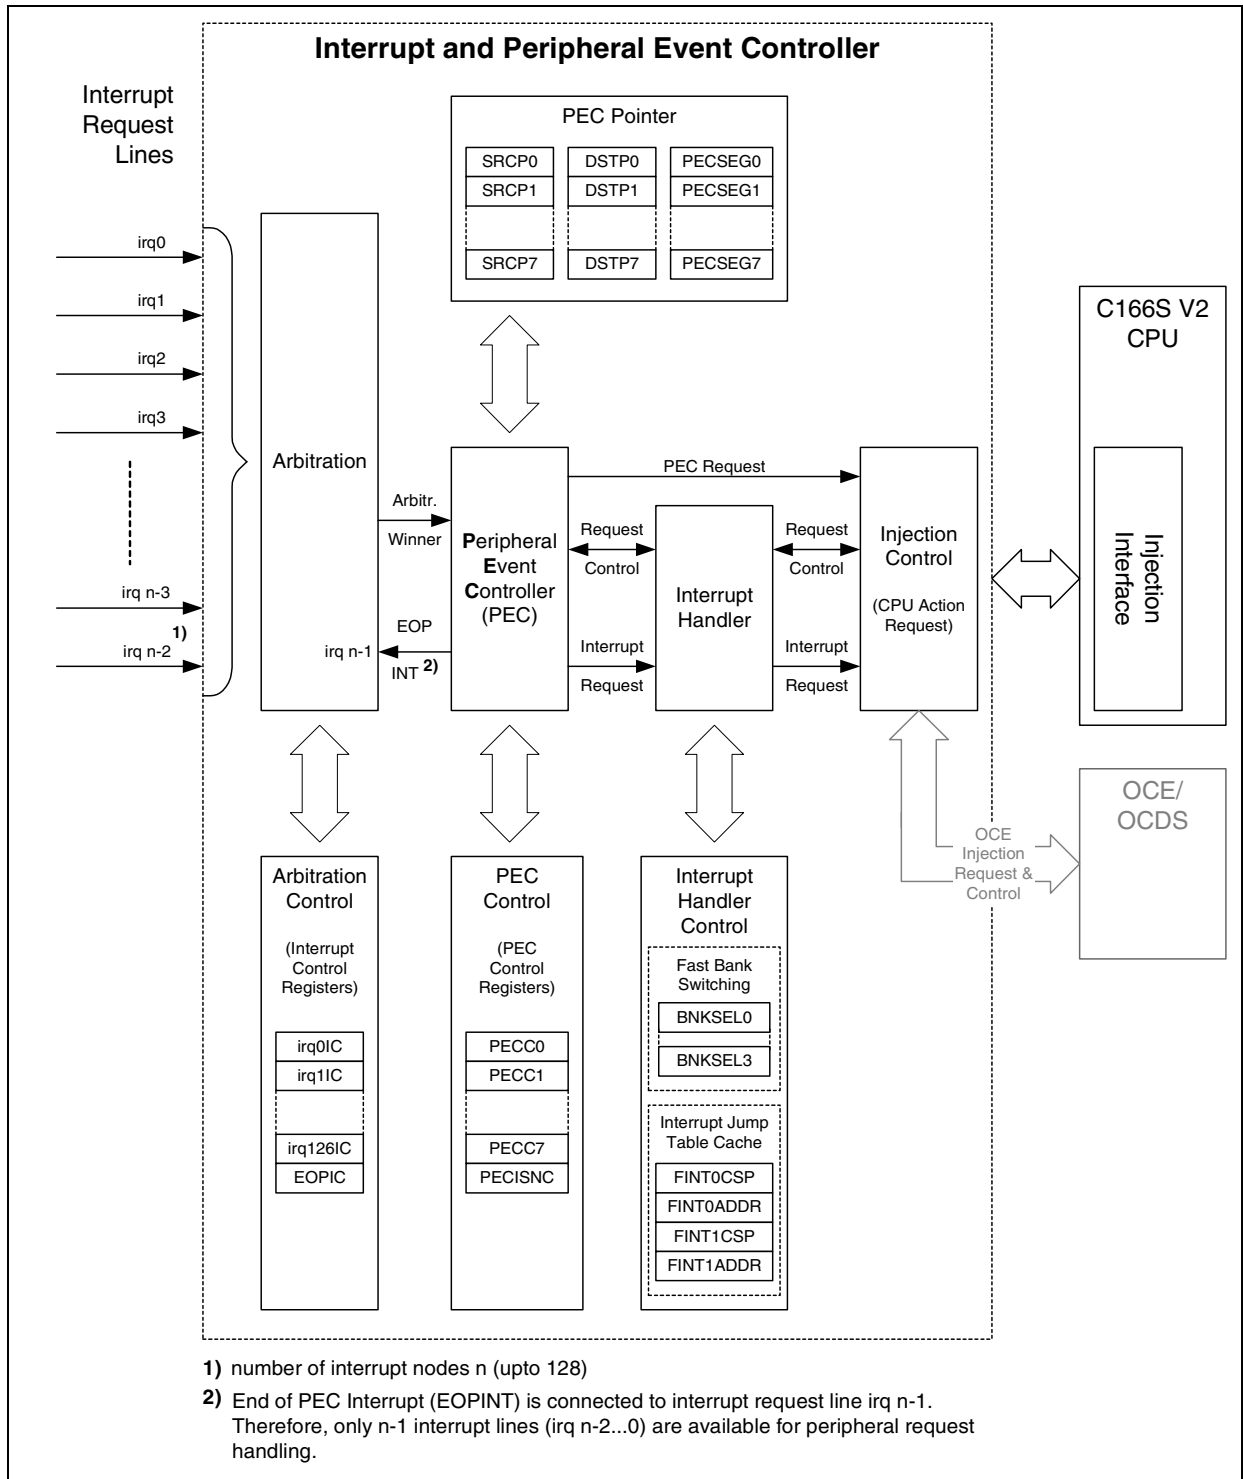 Interrupt and Peripheral Event Controller
Interrupt
Request
Lines
PEC Pointer
SRCP0 DSTP0 PECSEG0
SRCP1 DSTP1 PECSEG1
SRCP7 DSTP7 PECSEG7
irq0
irq1
irq2
irq3
irq n-3
1)
irq n-2
Arbitration
irq n-1
Arbitr.
Winner
EOP
INT 2)
Peripheral
Event
Controller
(PEC)
PEC Request
Request
Control
Interrupt
Request
Interrupt
Handler
Request
Control
Interrupt
Request
Injection
Control
(CPU Action
Request)
C166S V2
CPU
Injection
Interface
OCE/
OCDS
OCE
Injection
Request &
Control
Arbitration
Control
(Interrupt
Control
Registers)
irq0IC
irq1IC
irq126IC
EOPIC
PEC
Control
(PEC
Control
Registers)
PECC0
PECC1
PECC7
PECISNC
Interrupt
Handler
Control
Fast Bank
Switching
BNKSEL0
BNKSEL3
Interrupt Jump
Table Cache
FINT0CSP
FINT0ADDR
FINT1CSP
FINT1ADDR
1) number of interrupt nodes n (upto 128)
2) End of PEC Interrupt (EOPINT) is connected to interrupt request line irq n-1.
Therefore, only n-1 interrupt lines (irq n-2...0) are available for peripheral request
handling.